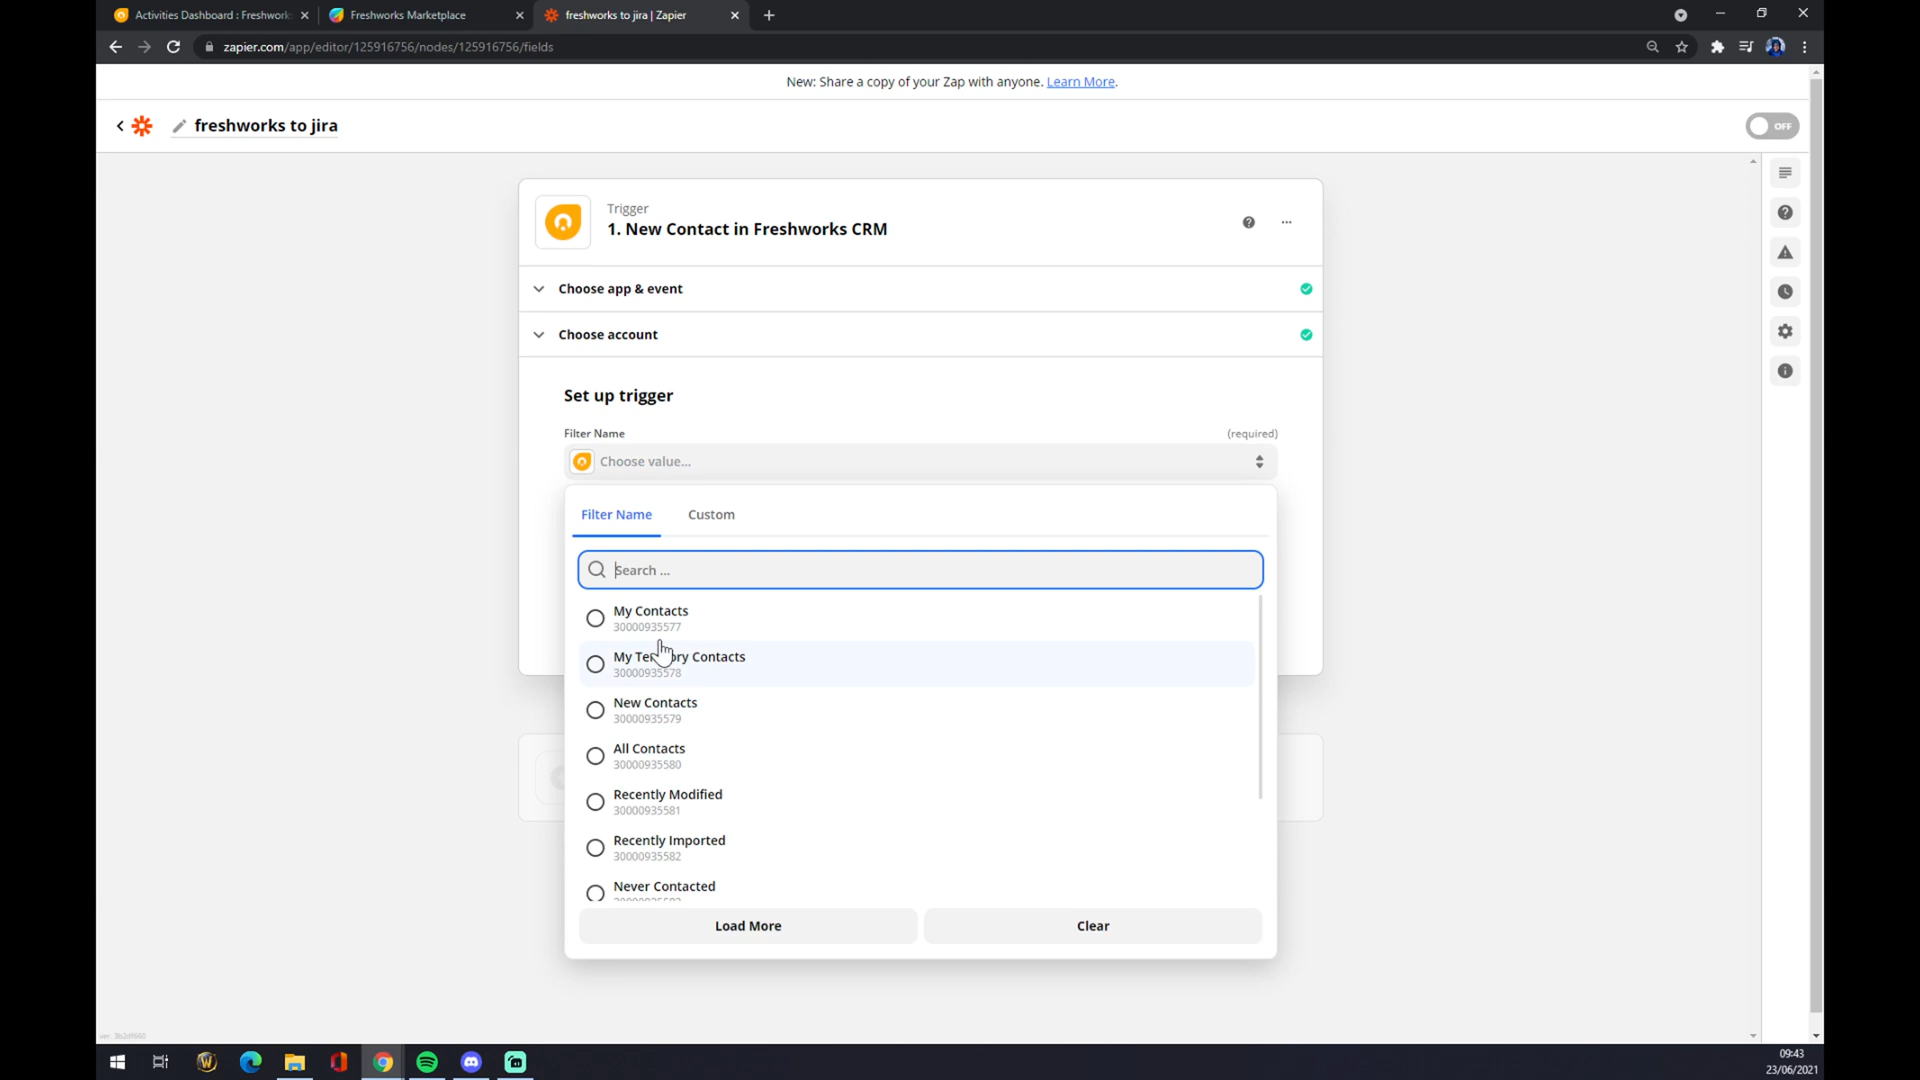 Activities Dashboard : Freshwork
Freshworks Marketplace
freshworks to jira | Zapier
zapier.com/app/editor/125916756/nodes/125916756/fields
New: Share a copy of your Zap with anyone. Learn More.
freshworks to jira
OFF
Trigger
1. New Contact in Freshworks CRM
Choose app & event
Choose account
Set up trigger
Filter Name
(required)
Choose value...
Filter Name
Custom
Search ...
My Contacts
30000935577
My Territory Contacts
30000935578
New Contacts
30000935579
All Contacts
30000935580
Recently Modified
30000935581
Recently Imported
30000935582
Never Contacted
Load More
Clear
09:43
23/06/2021